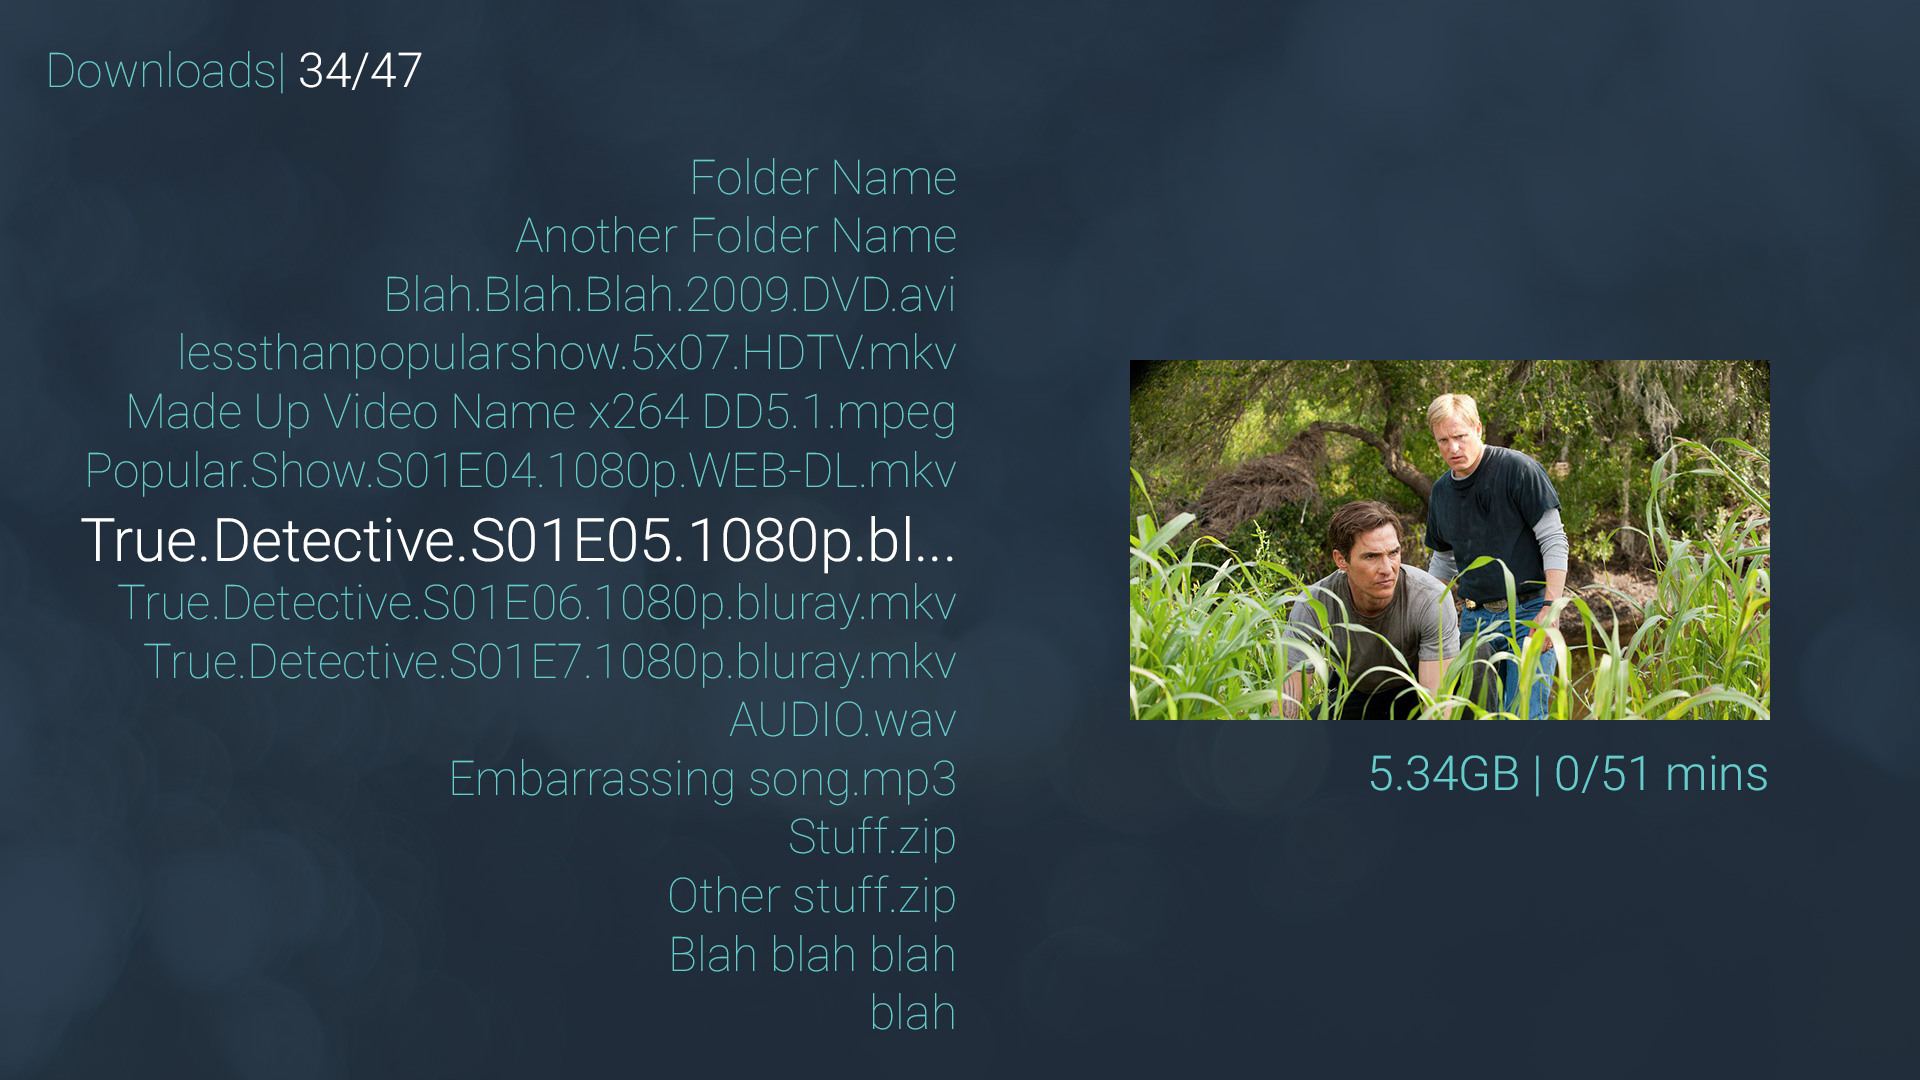 Downloads| 34/47
Folder Name
Another Folder Name
Blah.Blah.Blah.2009.DVD.avi
lessthanpopularshow.5x07.HDTV.mkv
Made Up Video Name x264 DD5.1.mpeg
Popular.Show.S01E04.1080p.WEB-DL.mkv
True.Detective.S01E05.1080p.bl...
True.Detective.S01E06.1080p.bluray.mkv
True.Detective.S01E7.1080p.bluray.mkv
AUDIO.wav
Embarrassing song.mp3
Stuff.zip
Other stuff.zip
Blah blah blah
blah
5.34GB | 0/51 mins